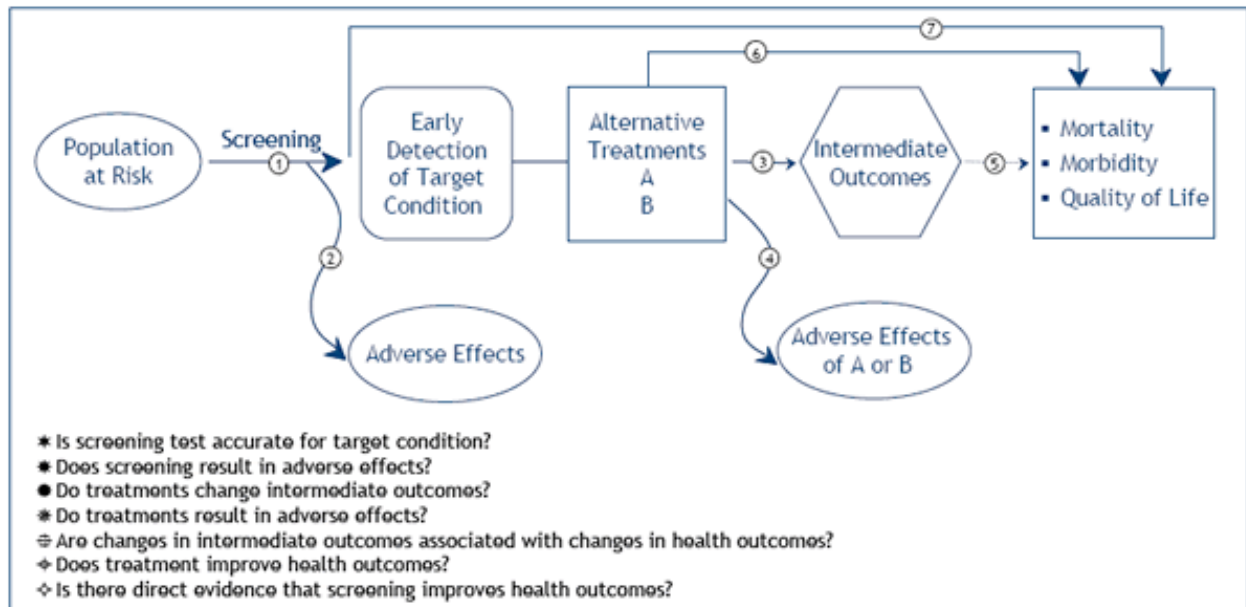 7
6
Population
at Risk
Screening
1
Early
Detection
of Target
Condition
Alternative
Treatments
A
B
3
Intermediate
Outcomes
5
▪ Mortality
▪ Morbidity
▪ Quality of Life
2
4
Adverse Effects
Adverse Effects
of A or B
✶ Is screening test accurate for target condition?
✸ Does screening result in adverse effects?
● Do treatments change intermediate outcomes?
✳ Do treatments result in adverse effects?
≑ Are changes in intermediate outcomes associated with changes in health outcomes?
✦ Does treatment improve health outcomes?
✧ Is there direct evidence that screening improves health outcomes?